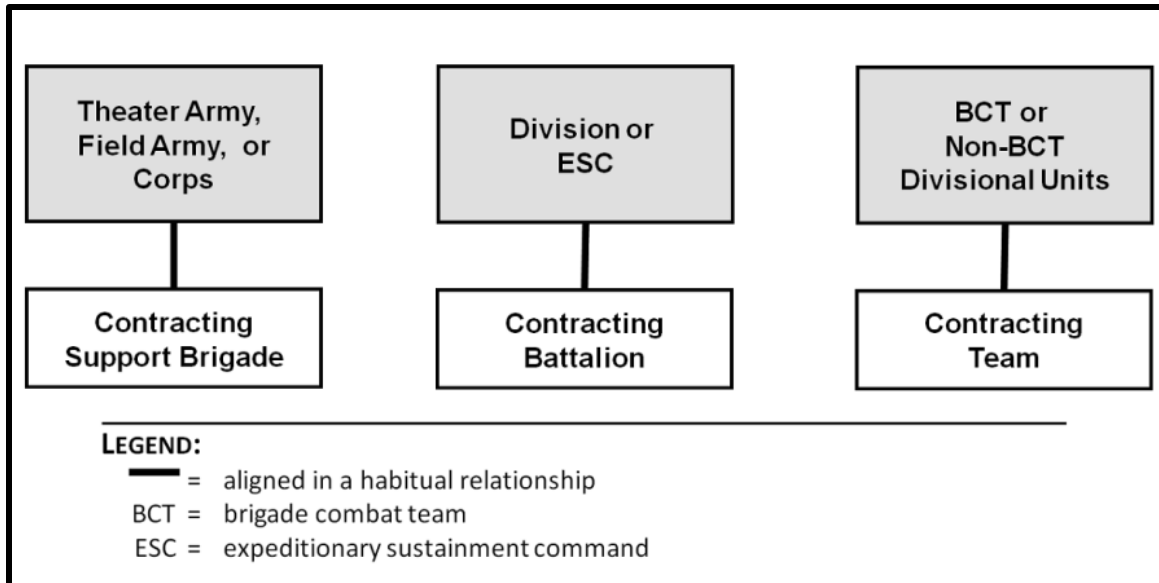 Theater Army,
Field Army, or
Corps
Division or
ESC
BCT or
Non-BCT
Divisional Units
Contracting
Support Brigade
Contracting
Battalion
Contracting
Team
LEGEND:
= aligned in a habitual relationship
BCT = brigade combat team
ESC = expeditionary sustainment command